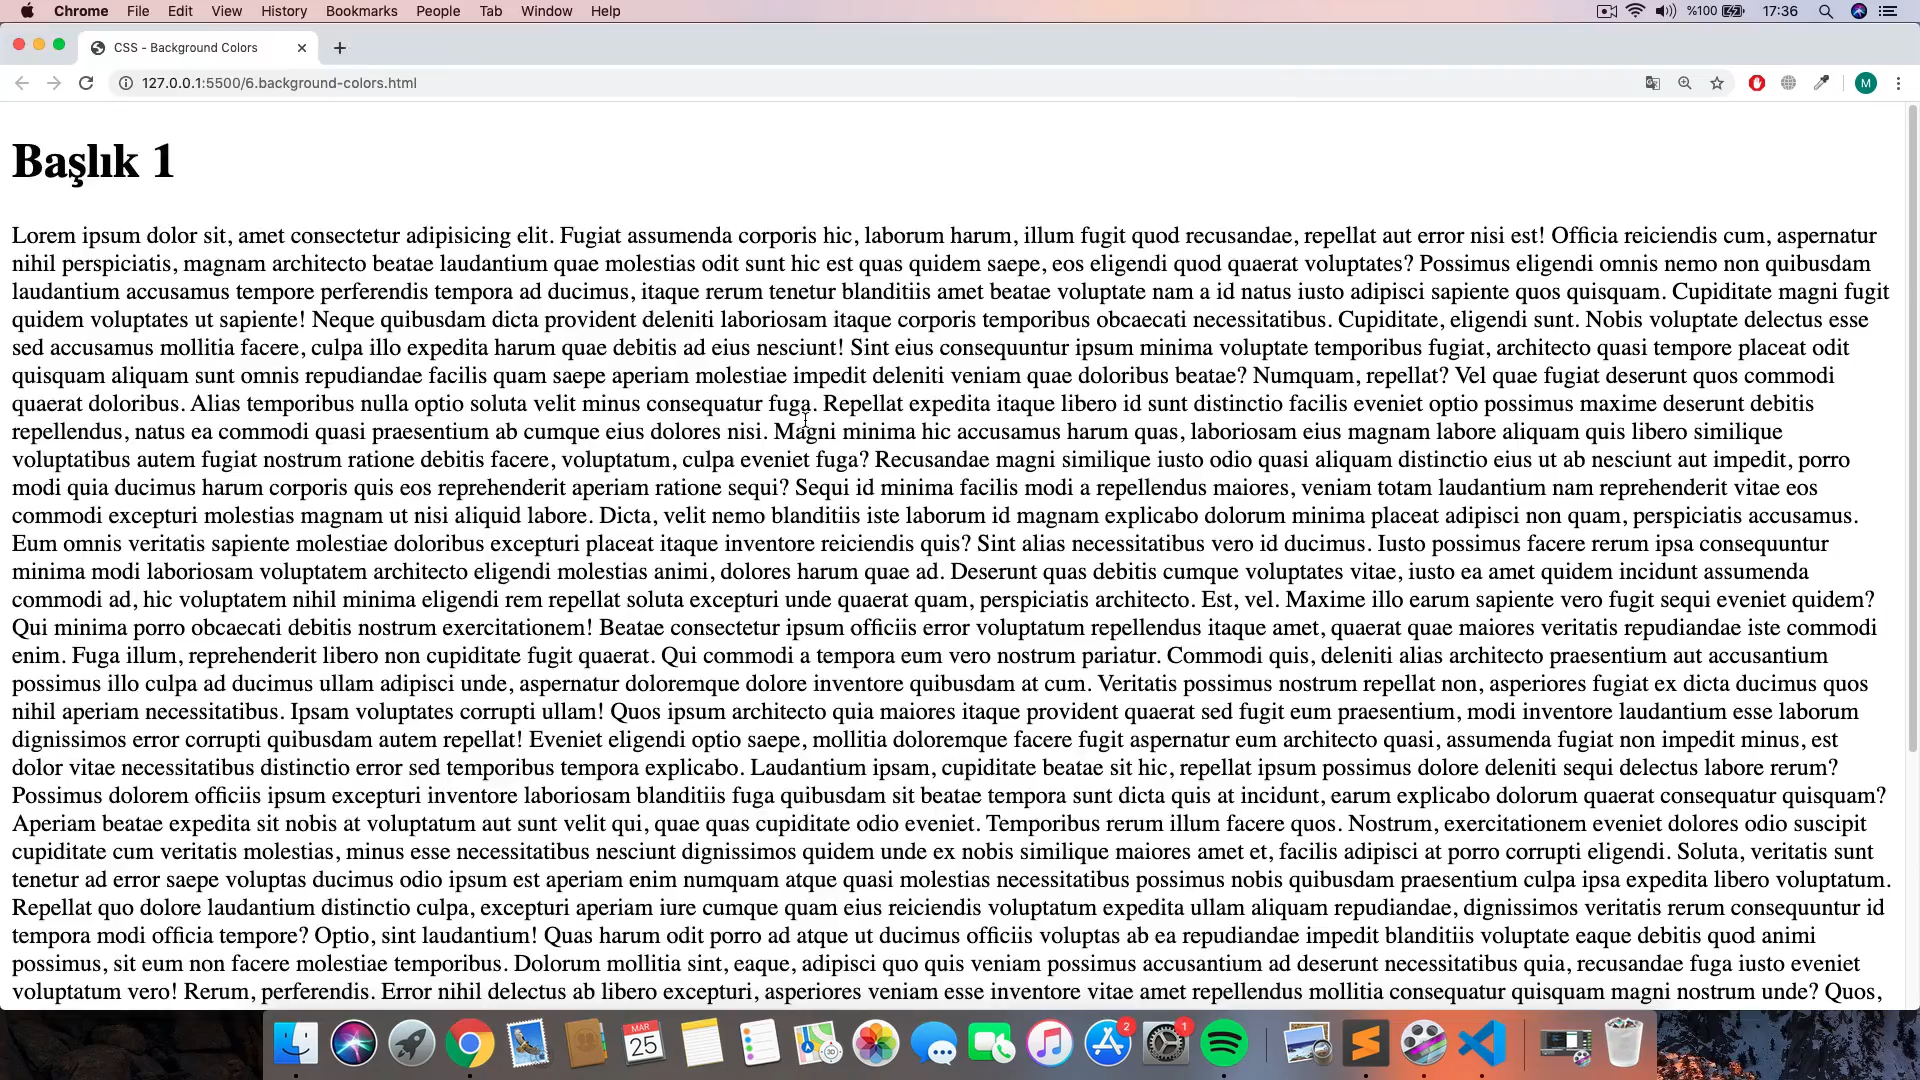 Chrome File Edit View History Bookmarks People Tab Window Help %100 17:36
CSS - Background Colors
127.0.0.1:5500/6.background-colors.html M
Başlık 1
Lorem ipsum dolor sit, amet consectetur adipisicing elit. Fugiat assumenda corporis hic, laborum harum, illum fugit quod recusandae, repellat aut error nisi est! Officia reiciendis cum, aspernatur
nihil perspiciatis, magnam architecto beatae laudantium quae molestias odit sunt hic est quas quidem saepe, eos eligendi quod quaerat voluptates? Possimus eligendi omnis nemo non quibusdam
laudantium accusamus tempore perferendis tempora ad ducimus, itaque rerum tenetur blanditiis amet beatae voluptate nam a id natus iusto adipisci sapiente quos quisquam. Cupiditate magni fugit
quidem voluptates ut sapiente! Neque quibusdam dicta provident deleniti laboriosam itaque corporis temporibus obcaecati necessitatibus. Cupiditate, eligendi sunt. Nobis voluptate delectus esse
sed accusamus mollitia facere, culpa illo expedita harum quae debitis ad eius nesciunt! Sint eius consequuntur ipsum minima voluptate temporibus fugiat, architecto quasi tempore placeat odit
quisquam aliquam sunt omnis repudiandae facilis quam saepe aperiam molestiae impedit deleniti veniam quae doloribus beatae? Numquam, repellat? Vel quae fugiat deserunt quos commodi
quaerat doloribus. Alias temporibus nulla optio soluta velit minus consequatur fuga. Repellat expedita itaque libero id sunt distinctio facilis eveniet optio possimus maxime deserunt debitis
repellendus, natus ea commodi quasi praesentium ab cumque eius dolores nisi. Magni minima hic accusamus harum quas, laboriosam eius magnam labore aliquam quis libero similique
voluptatibus autem fugiat nostrum ratione debitis facere, voluptatum, culpa eveniet fuga? Recusandae magni similique iusto odio quasi aliquam distinctio eius ut ab nesciunt aut impedit, porro
modi quia ducimus harum corporis quis eos reprehenderit aperiam ratione sequi? Sequi id minima facilis modi a repellendus maiores, veniam totam laudantium nam reprehenderit vitae eos
commodi excepturi molestias magnam ut nisi aliquid labore. Dicta, velit nemo blanditiis iste laborum id magnam explicabo dolorum minima placeat adipisci non quam, perspiciatis accusamus.
Eum omnis veritatis sapiente molestiae doloribus excepturi placeat itaque inventore reiciendis quis? Sint alias necessitatibus vero id ducimus. Iusto possimus facere rerum ipsa consequuntur
minima modi laboriosam voluptatem architecto eligendi molestias animi, dolores harum quae ad. Deserunt quas debitis cumque voluptates vitae, iusto ea amet quidem incidunt assumenda
commodi ad, hic voluptatem nihil minima eligendi rem repellat soluta excepturi unde quaerat quam, perspiciatis architecto. Est, vel. Maxime illo earum sapiente vero fugit sequi eveniet quidem?
Qui minima porro obcaecati debitis nostrum exercitationem! Beatae consectetur ipsum officiis error voluptatum repellendus itaque amet, quaerat quae maiores veritatis repudiandae iste commodi
enim. Fuga illum, reprehenderit libero non cupiditate fugit quaerat. Qui commodi a tempora eum vero nostrum pariatur. Commodi quis, deleniti alias architecto praesentium aut accusantium
possimus illo culpa ad ducimus ullam adipisci unde, aspernatur doloremque dolore inventore quibusdam at cum. Veritatis possimus nostrum repellat non, asperiores fugiat ex dicta ducimus quos
nihil aperiam necessitatibus. Ipsam voluptates corrupti ullam! Quos ipsum architecto quia maiores itaque provident quaerat sed fugit eum praesentium, modi inventore laudantium esse laborum
dignissimos error corrupti quibusdam autem repellat! Eveniet eligendi optio saepe, mollitia doloremque facere fugit aspernatur eum architecto quasi, assumenda fugiat non impedit minus, est
dolor vitae necessitatibus distinctio error sed temporibus tempora explicabo. Laudantium ipsam, cupiditate beatae sit hic, repellat ipsum possimus dolore deleniti sequi delectus labore rerum?
Possimus dolorem officiis ipsum excepturi inventore laboriosam blanditiis fuga quibusdam sit beatae tempora sunt dicta quis at incidunt, earum explicabo dolorum quaerat consequatur quisquam?
Aperiam beatae expedita sit nobis at voluptatum aut sunt velit qui, quae quas cupiditate odio eveniet. Temporibus rerum illum facere quos. Nostrum, exercitationem eveniet dolores odio suscipit
cupiditate cum veritatis molestias, minus esse necessitatibus nesciunt dignissimos quidem unde ex nobis similique maiores amet et, facilis adipisci at porro corrupti eligendi. Soluta, veritatis sunt
tenetur ad error saepe voluptas ducimus odio ipsum est aperiam enim numquam atque quasi molestias necessitatibus possimus nobis quibusdam praesentium culpa ipsa expedita libero voluptatum.
Repellat quo dolore laudantium distinctio culpa, excepturi aperiam iure cumque quam eius reiciendis voluptatum expedita ullam aliquam repudiandae, dignissimos veritatis rerum consequuntur id
tempora modi officia tempore? Optio, sint laudantium! Quas harum odit porro ad atque ut ducimus officiis voluptas ab ea repudiandae impedit blanditiis voluptate eaque debitis quod animi
possimus, sit eum non facere molestiae temporibus. Dolorum mollitia sint, eaque, adipisci quo quis veniam possimus accusantium ad deserunt necessitatibus quia, recusandae fuga iusto eveniet
voluptatum vero! Rerum, perferendis. Error nihil delectus ab libero excepturi, asperiores veniam esse inventore vitae amet repellendus mollitia consequatur quisquam magni nostrum unde? Quos,
MAR 2 1
25 3D